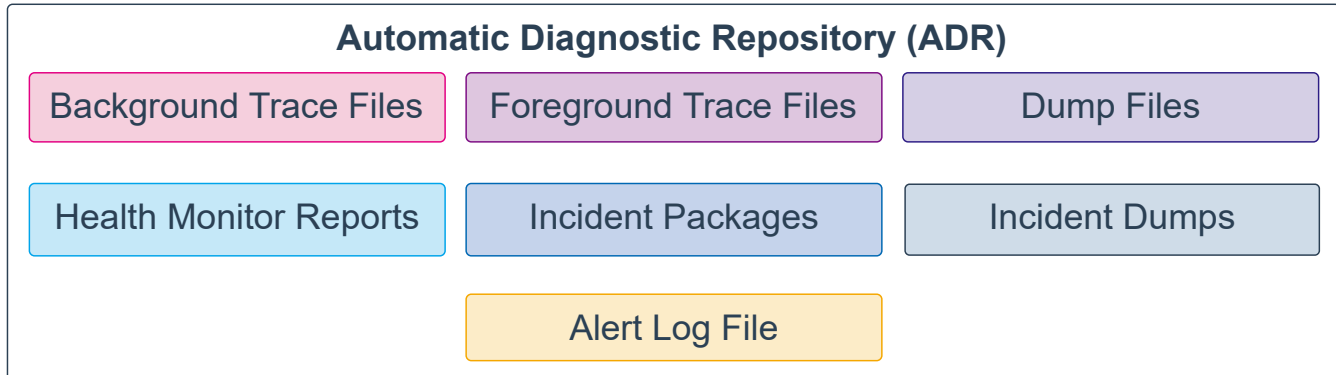 Automatic Diagnostic Repository (ADR)
Background Trace Files
Foreground Trace Files
Dump Files
Health Monitor Reports
Incident Packages
Incident Dumps
Alert Log File